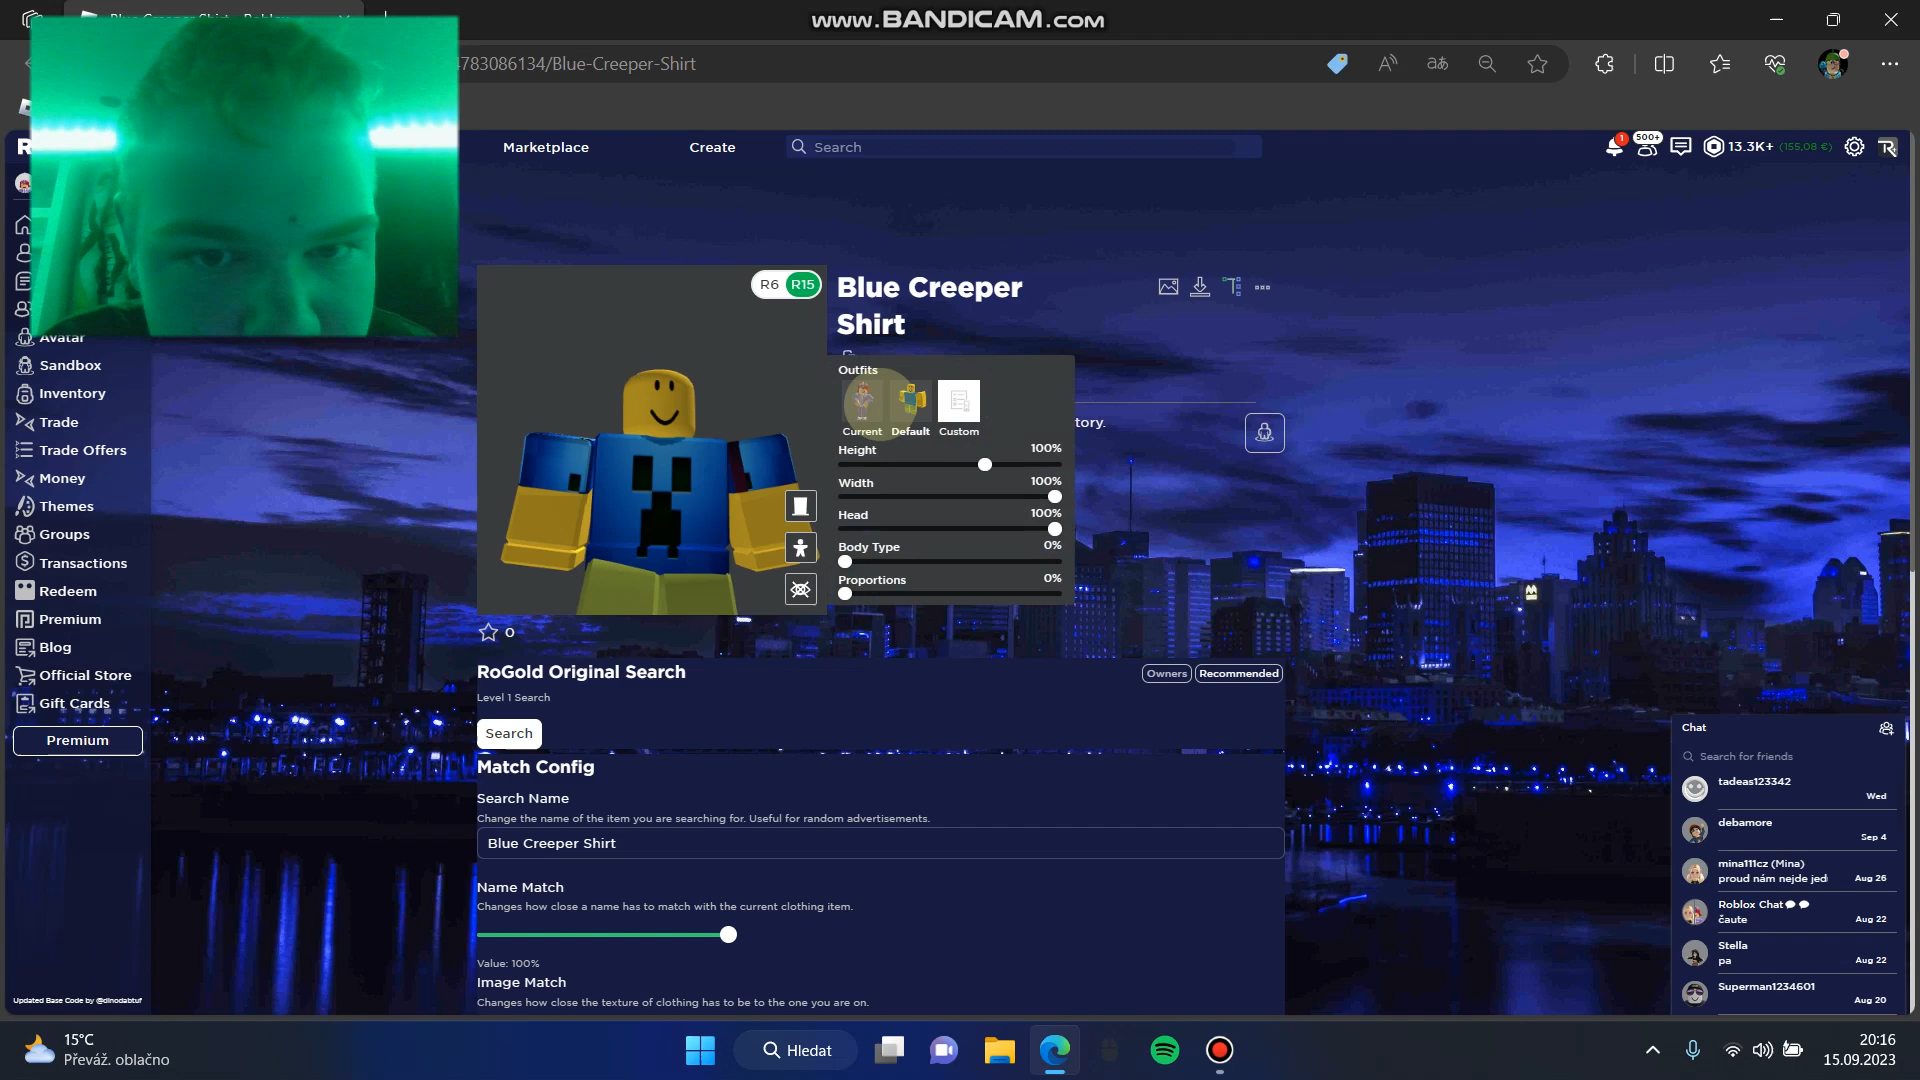 www.BANDICAM.com
4783086134/Blue-Creeper-Shirt
Marketplace
Create
Search
1
500+
13.3K+ (155,08 €)
Avatar
Sandbox
Inventory
Trade
Trade Offers
Money
Themes
Groups
Transactions
Redeem
Premium
Blog
Official Store
Gift Cards
Premium
Updated Base Code by @dinodabtuf
R6 R15
Blue Creeper
Shirt
Outfits
Current Default Custom
Height 100%
Width 100%
Head 100%
Body Type 0%
Proportions 0%
tory.
0
RoGold Original Search
Owners
Recommended
Level 1 Search
Search
Match Config
Search Name
Change the name of the item you are searching for. Useful for random advertisements.
Blue Creeper Shirt
Name Match
Changes how close a name has to match with the current clothing item.
Value: 100%
Image Match
Changes how close the texture of clothing has to be to the one you are on.
Chat
Search for friends
tadeas123342
Wed
debamore
Sep 4
mina111cz (Mina)
proud nám nejde jed
Aug 26
Roblox Chat
čaute
Aug 22
Stella
pa
Aug 22
Superman1234601
Aug 20
15°C
Převáž. oblačno
Hledat
20:16
15.09.2023